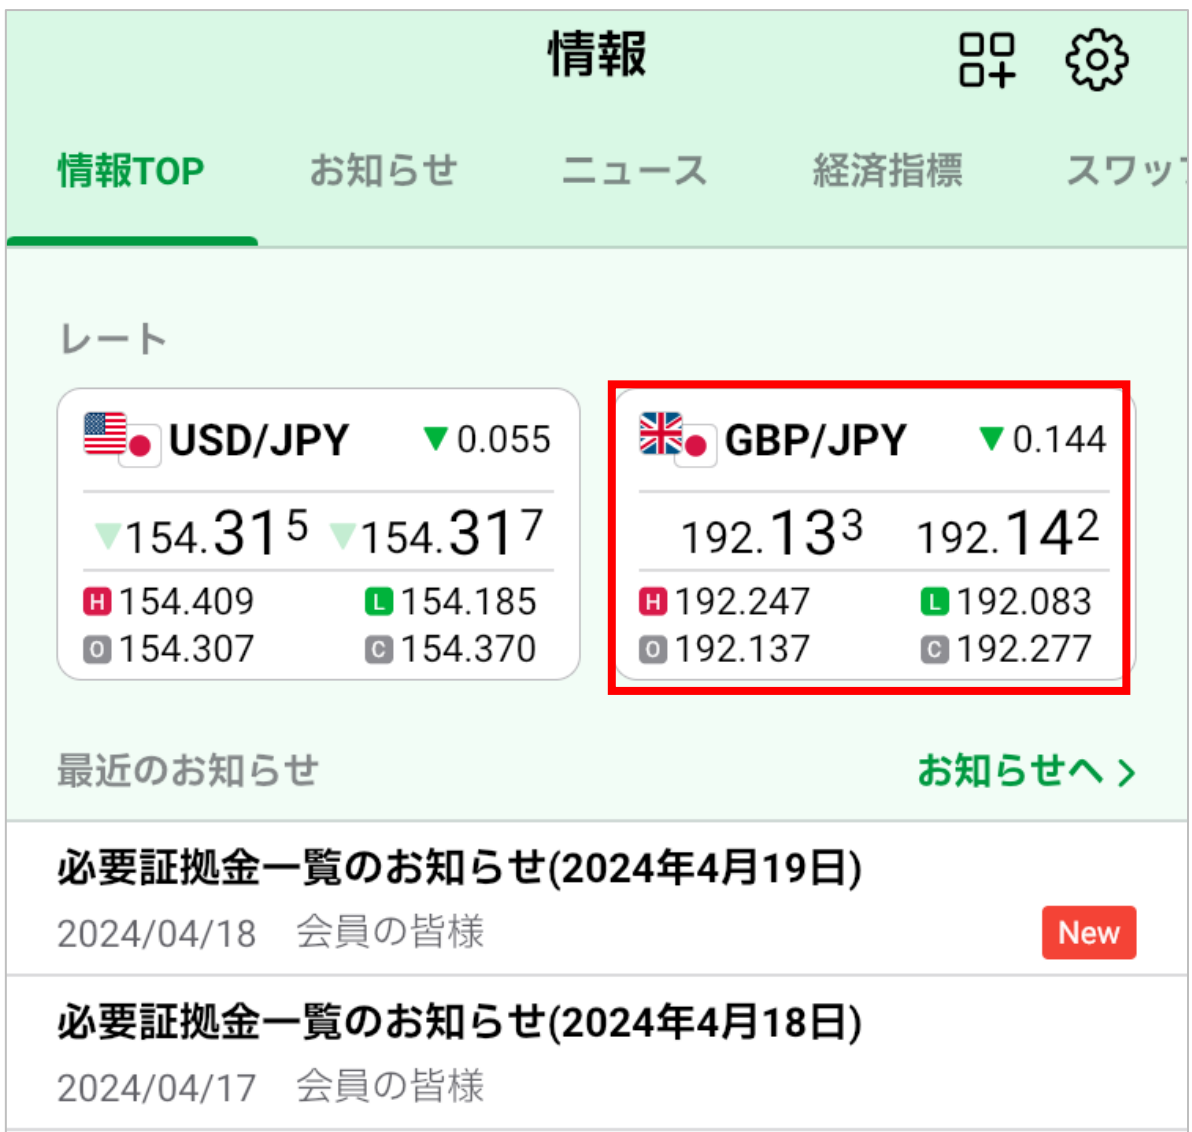 情報
情報TOP お知らせ ニュース 経済指標 スワッ
レート
USD/JPY ▼0.055
▼154.315 ▼154.317
H 154.409 L 154.185
O 154.307 C 154.370
GBP/JPY ▼0.144
192.133 192.142
H 192.247 L 192.083
O 192.137 C 192.277
最近のお知らせ お知らせへ >
必要証拠金一覧のお知らせ(2024年4月19日)
2024/04/18 会員の皆様 New
必要証拠金一覧のお知らせ(2024年4月18日)
2024/04/17 会員の皆様